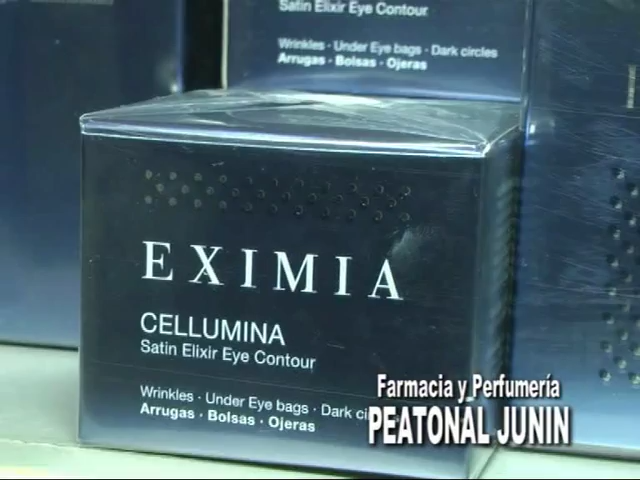 Satin Elixir Eye Contour
Wrinkles · Under Eye bags · Dark circles
Arrugas · Bolsas · Ojeras
EXIMIA
CELLUMINA
Satin Elixir Eye Contour
Wrinkles · Under Eye bags · Dark ci
Arrugas · Bolsas · Ojeras
Farmacia y Perfumería
PEATONAL JUNIN